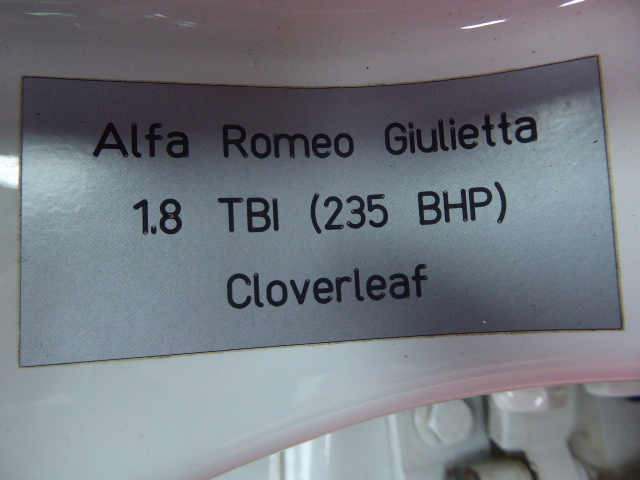 Alfa Romeo Giulietta
1.8 TBI (235 BHP)
Cloverleaf